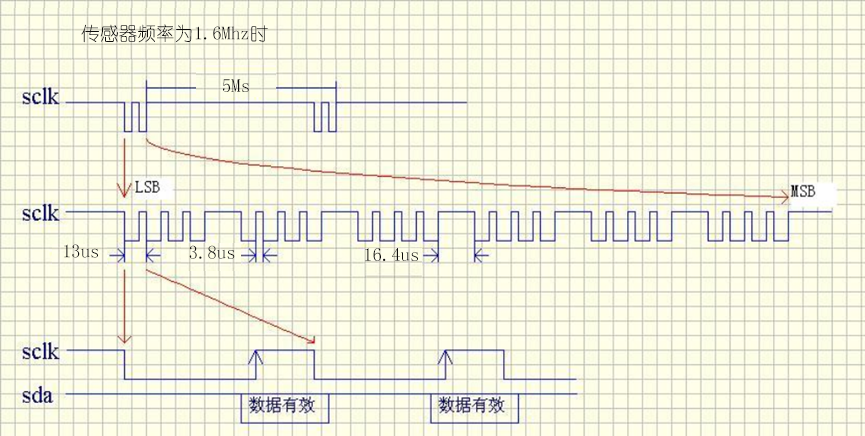 传感器频率为1.6Mhz时
5Ms
sclk
LSB
MSB
sclk
13us 3.8us 16.4us
sclk
sda
数据有效 数据有效